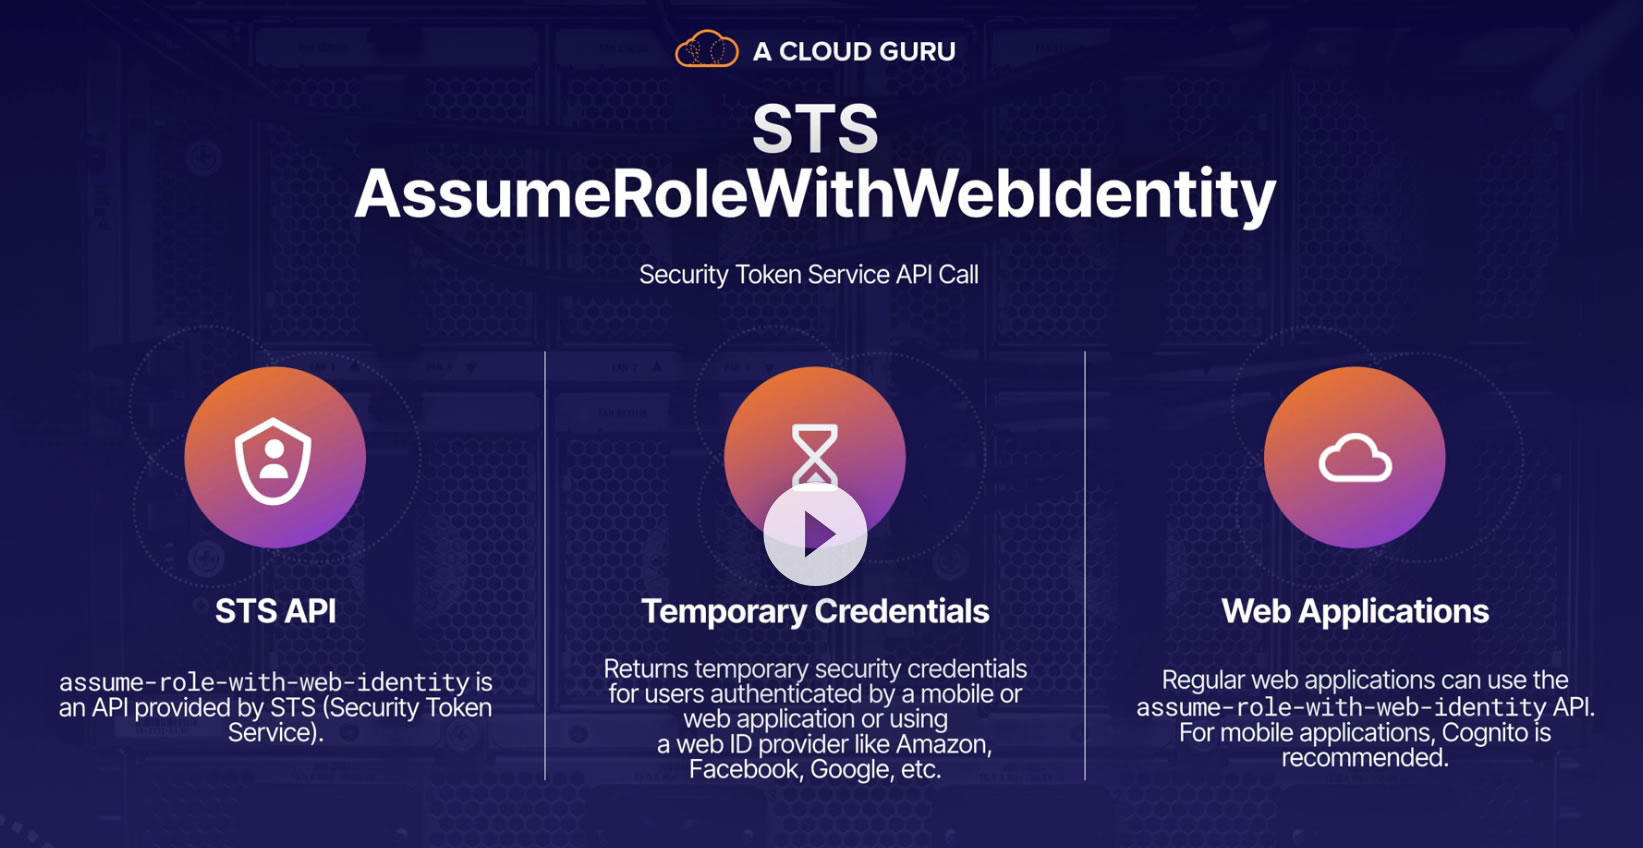 A CLOUD GURU
STS
AssumeRoleWithWebIdentity
Security Token Service API Call
STS API
assume-role-with-web-identity is
an API provided by STS (Security Token
Service).
Temporary Credentials
Returns temporary security credentials
for users authenticated by a mobile or
web application or using
a web ID provider like Amazon,
Facebook, Google, etc.
Web Applications
Regular web applications can use the
assume-role-with-web-identity API.
For mobile applications, Cognito is
recommended.